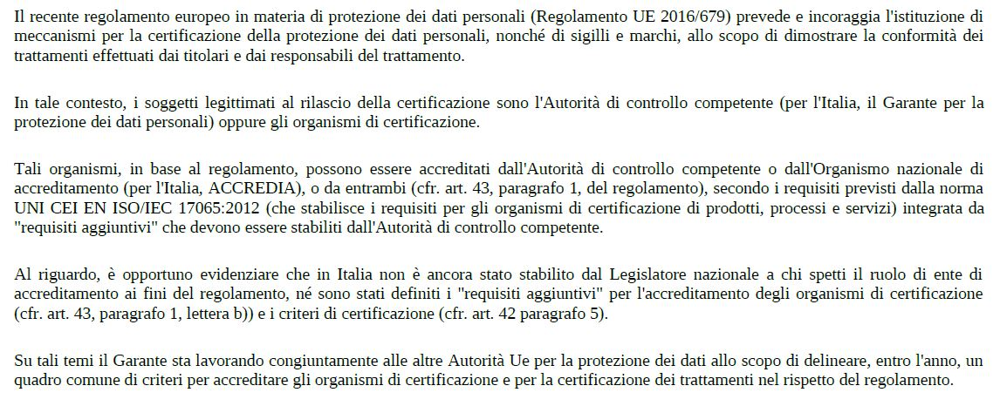 Il recente regolamento europeo in materia di protezione dei dati personali (Regolamento UE 2016/679) prevede e incoraggia l'istituzione di
meccanismi per la certificazione della protezione dei dati personali, nonché di sigilli e marchi, allo scopo di dimostrare la conformità dei
trattamenti effettuati dai titolari e dai responsabili del trattamento.
In tale contesto, i soggetti legittimati al rilascio della certificazione sono l'Autorità di controllo competente (per l'Italia, il Garante per la
protezione dei dati personali) oppure gli organismi di certificazione.
Tali organismi, in base al regolamento, possono essere accreditati dall'Autorità di controllo competente o dall'Organismo nazionale di
accreditamento (per l'Italia, ACCREDIA), o da entrambi (cfr. art. 43, paragrafo 1, del regolamento), secondo i requisiti previsti dalla norma
UNI CEI EN ISO/IEC 17065:2012 (che stabilisce i requisiti per gli organismi di certificazione di prodotti, processi e servizi) integrata da
"requisiti aggiuntivi" che devono essere stabiliti dall'Autorità di controllo competente.
Al riguardo, è opportuno evidenziare che in Italia non è ancora stato stabilito dal Legislatore nazionale a chi spetti il ruolo di ente di
accreditamento ai fini del regolamento, né sono stati definiti i "requisiti aggiuntivi" per l'accreditamento degli organismi di certificazione
(cfr. art. 43, paragrafo 1, lettera b)) e i criteri di certificazione (cfr. art. 42 paragrafo 5).
Su tali temi il Garante sta lavorando congiuntamente alle altre Autorità Ue per la protezione dei dati allo scopo di delineare, entro l'anno, un
quadro comune di criteri per accreditare gli organismi di certificazione e per la certificazione dei trattamenti nel rispetto del regolamento.